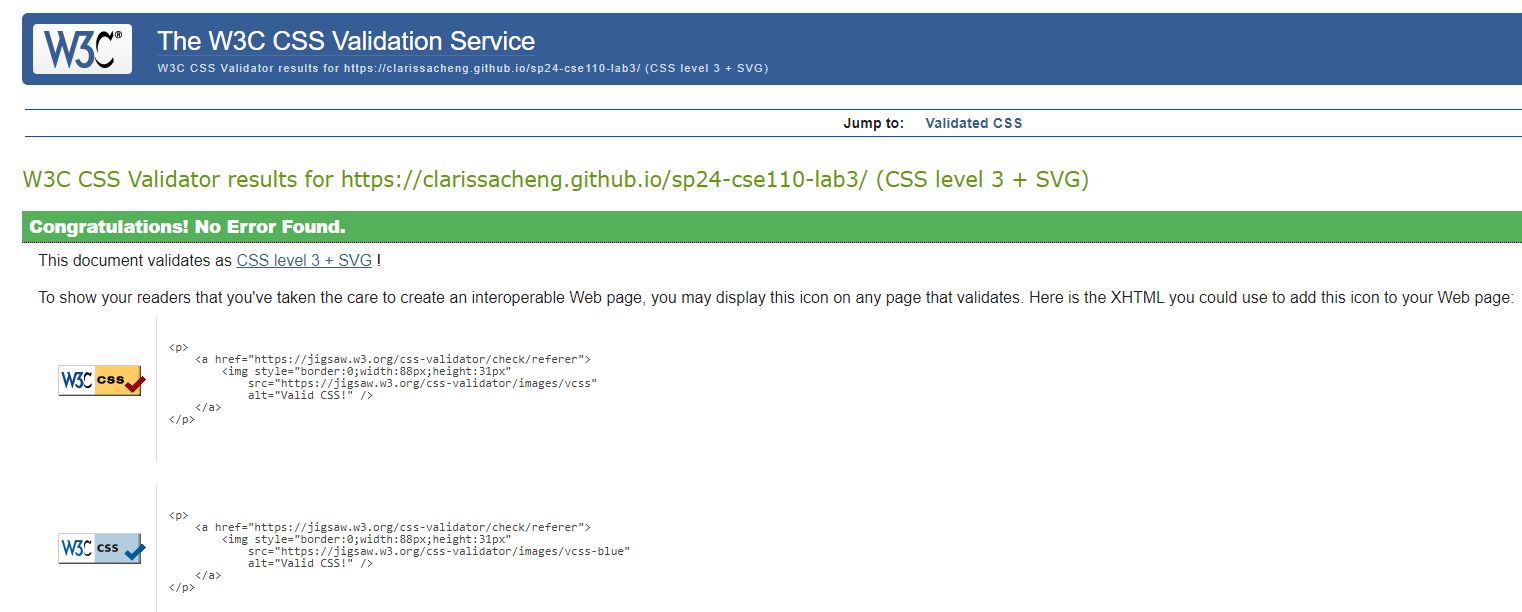 W3C®
The W3C CSS Validation Service
W3C CSS Validator results for https://clarissacheng.github.io/sp24-cse110-lab3/ (CSS level 3 + SVG)
Jump to: Validated CSS
W3C CSS Validator results for https://clarissacheng.github.io/sp24-cse110-lab3/ (CSS level 3 + SVG)
Congratulations! No Error Found.
This document validates as CSS level 3 + SVG !
To show your readers that you've taken the care to create an interoperable Web page, you may display this icon on any page that validates. Here is the XHTML you could use to add this icon to your Web page:
W3C css
<p>
    <a href="https://jigsaw.w3.org/css-validator/check/referer">
        <img style="border:0;width:88px;height:31px"
            src="https://jigsaw.w3.org/css-validator/images/vcss"
            alt="Valid CSS!" />
    </a>
</p>
W3C css
<p>
    <a href="https://jigsaw.w3.org/css-validator/check/referer">
        <img style="border:0;width:88px;height:31px"
            src="https://jigsaw.w3.org/css-validator/images/vcss-blue"
            alt="Valid CSS!" />
    </a>
</p>